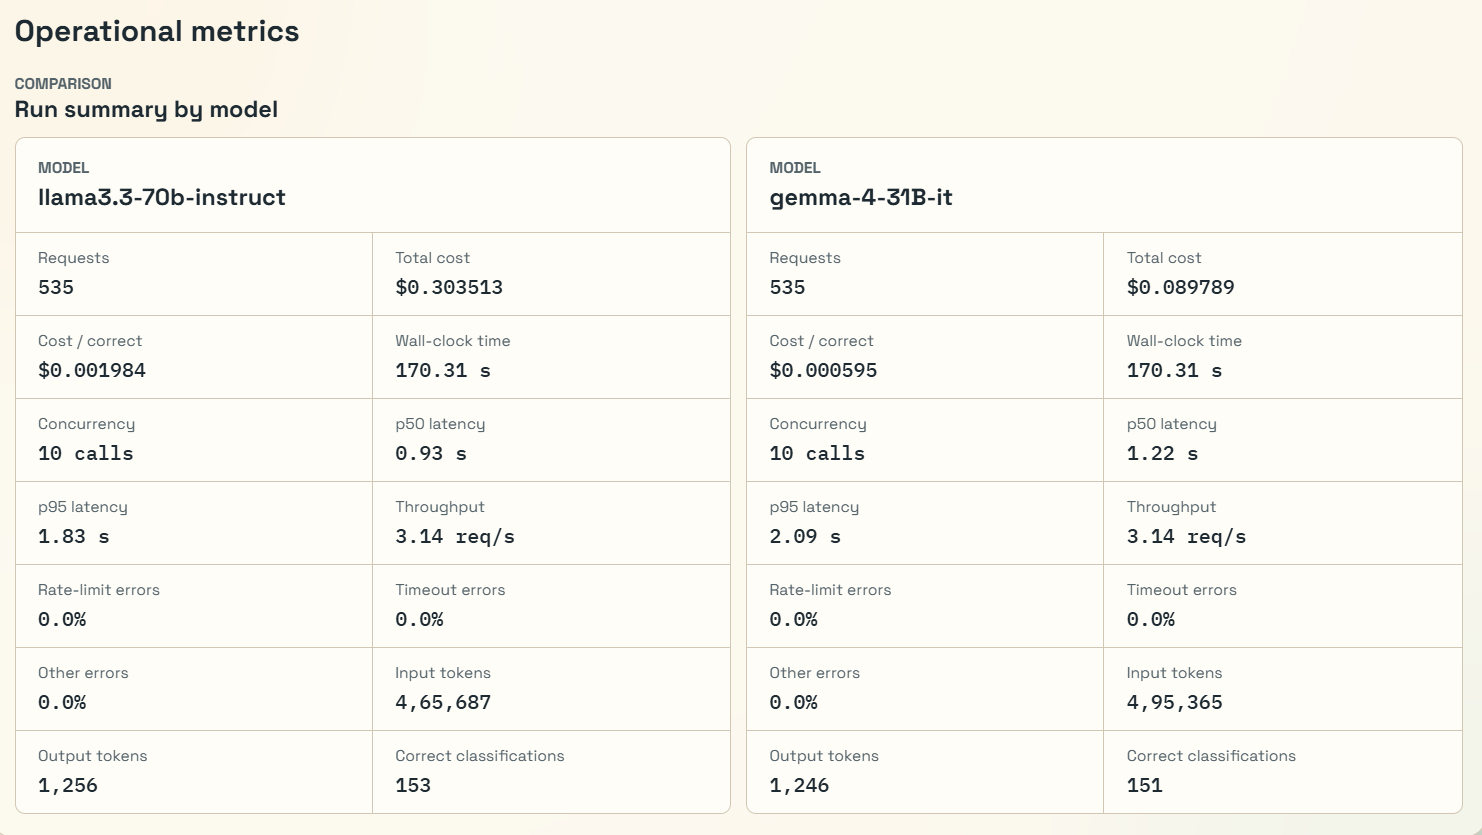 Operational metrics
COMPARISON
Run summary by model
MODEL
llama3.3-70b-instruct
Requests
535
Total cost
$0.303513
Cost / correct
$0.001984
Wall-clock time
170.31 s
Concurrency
10 calls
p50 latency
0.93 s
p95 latency
1.83 s
Throughput
3.14 req/s
Rate-limit errors
0.0%
Timeout errors
0.0%
Other errors
0.0%
Input tokens
4,65,687
Output tokens
1,256
Correct classifications
153
MODEL
gemma-4-31B-it
Requests
535
Total cost
$0.089789
Cost / correct
$0.000595
Wall-clock time
170.31 s
Concurrency
10 calls
p50 latency
1.22 s
p95 latency
2.09 s
Throughput
3.14 req/s
Rate-limit errors
0.0%
Timeout errors
0.0%
Other errors
0.0%
Input tokens
4,95,365
Output tokens
1,246
Correct classifications
151